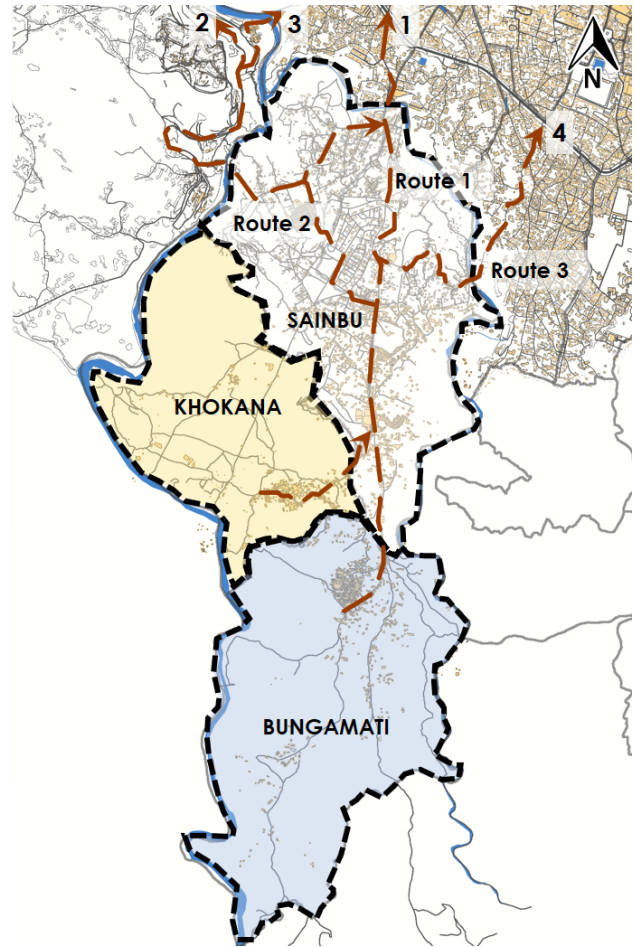 2
3
1
N
4
Route 1
Route 2
Route 3
SAINBU
KHOKANA
BUNGAMATI